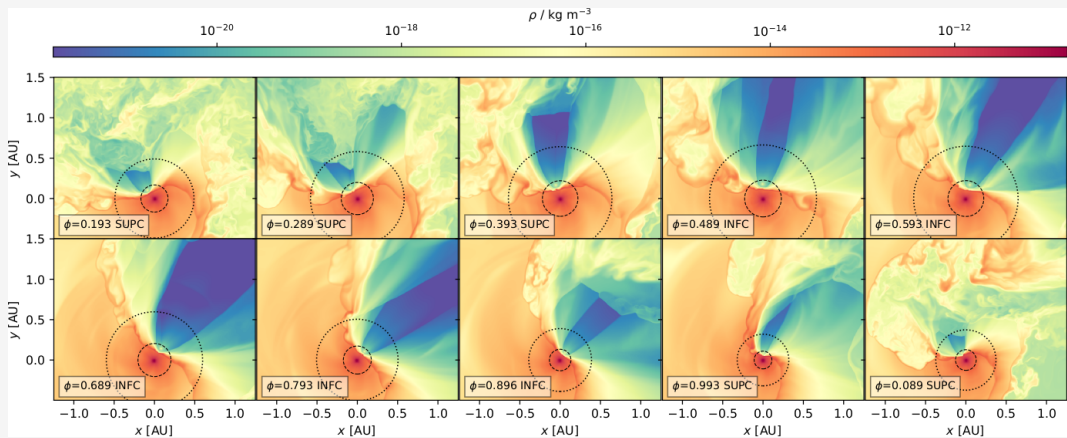 ρ / kg m⁻³
10⁻²⁰ 10⁻¹⁸ 10⁻¹⁶ 10⁻¹⁴ 10⁻¹²
1.5
1.0
0.5
0.0
y [AU]
ϕ=0.193 SUPC
ϕ=0.289 SUPC
ϕ=0.393 SUPC
ϕ=0.489 INFC
ϕ=0.593 INFC
1.5
1.0
0.5
0.0
y [AU]
ϕ=0.689 INFC
ϕ=0.793 INFC
ϕ=0.896 INFC
ϕ=0.993 SUPC
ϕ=0.089 SUPC
−1.0 −0.5 0.0 0.5 1.0 −1.0 −0.5 0.0 0.5 1.0 −1.0 −0.5 0.0 0.5 1.0 −1.0 −0.5 0.0 0.5 1.0 −1.0 −0.5 0.0 0.5 1.0
x [AU] x [AU] x [AU] x [AU] x [AU]